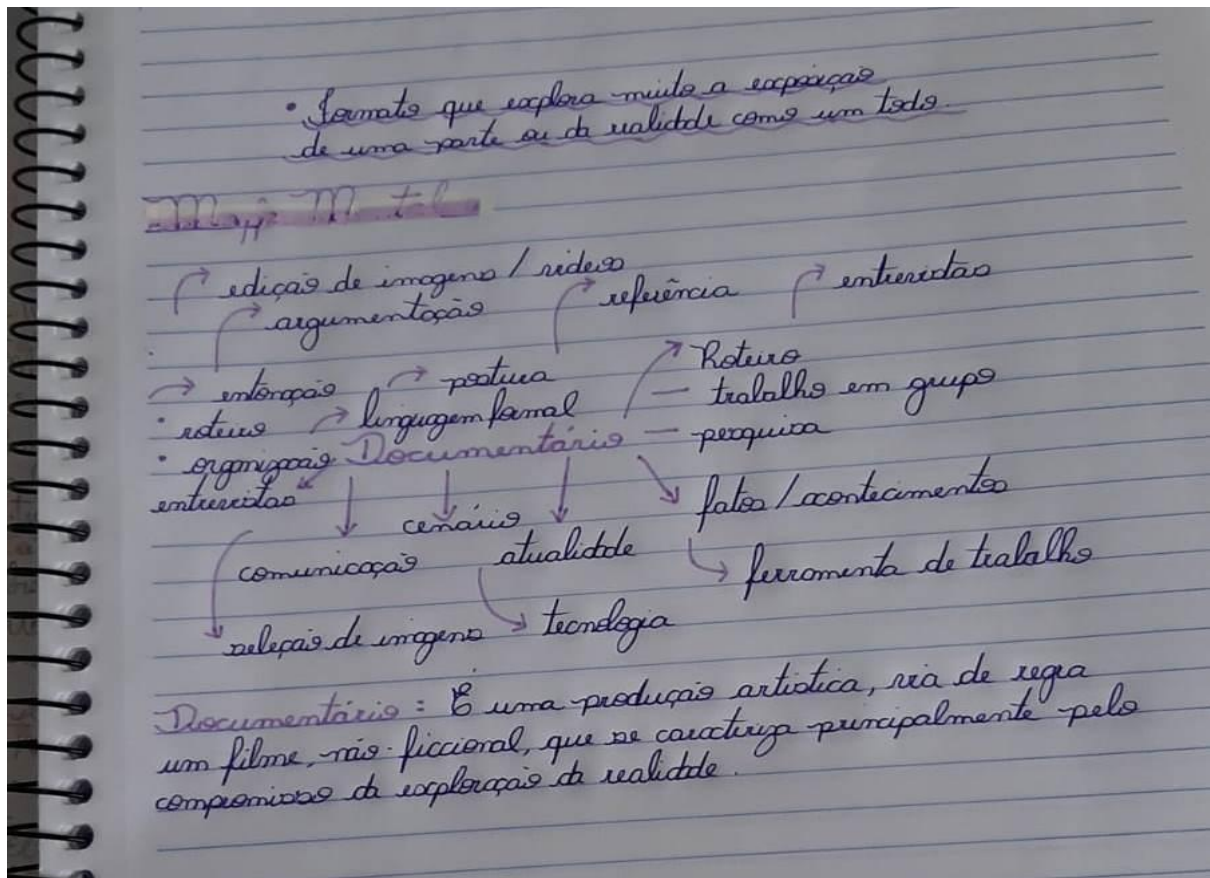 • Formato que explora muito a exposição
de uma parte ou da realidade como um todo.
Mapa Mental
edição de imagens / vídeos
argumentação
referência
entrevistas
entonação
postura
Roteiro
• roteiro
linguagem formal
— trabalho em grupo
• organização
Documentário
— pesquisa
entrevistas
cenário
fatos / acontecimentos
comunicação
atualidade
ferramenta de trabalho
seleção de imagens
tecnologia
Documentário: É uma produção artística, via de regra
um filme, não-ficcional, que se caracteriza principalmente pelo
compromisso da exploração da realidade.